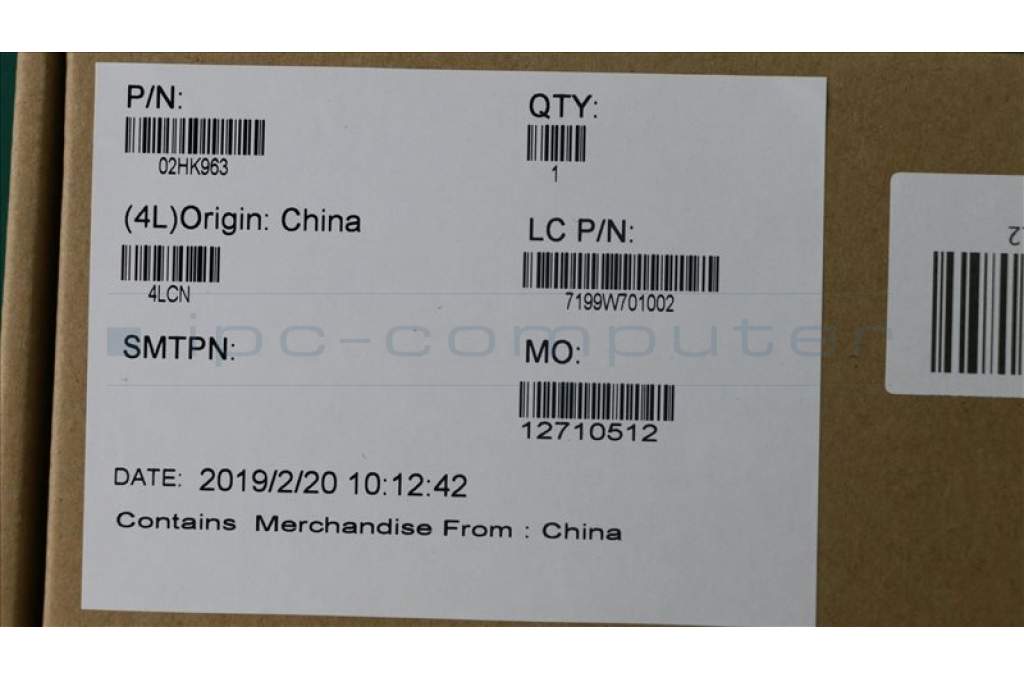 P/N:
02HK963
QTY:
1
(4L)Origin: China
4LCN
LC P/N:
7199W701002
ipc-computer
SMTPN:
MO:
12710512
DATE: 2019/2/20 10:12:42
Contains Merchandise From : China